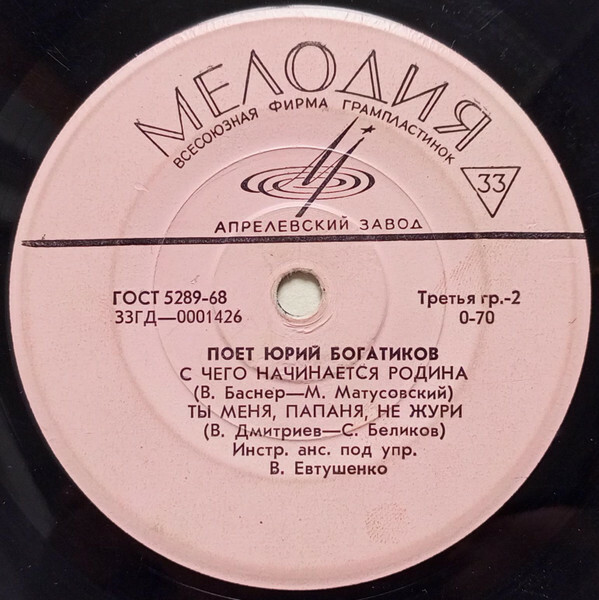 МЕЛОДИЯ
ВСЕСОЮЗНАЯ ФИРМА ГРАМПЛАСТИНОК
33
АПРЕЛЕВСКИЙ ЗАВОД
ГОСТ 5289-68 Третья гр.-2
33ГД—0001426 0-70
ПОЕТ ЮРИЙ БОГАТИКОВ
С ЧЕГО НАЧИНАЕТСЯ РОДИНА
(В. Баснер—М. Матусовский)
ТЫ МЕНЯ, ПАПАНЯ, НЕ ЖУРИ
(В. Дмитриев—С. Беликов)
Инстр. анс. под упр.
В. Евтушенко